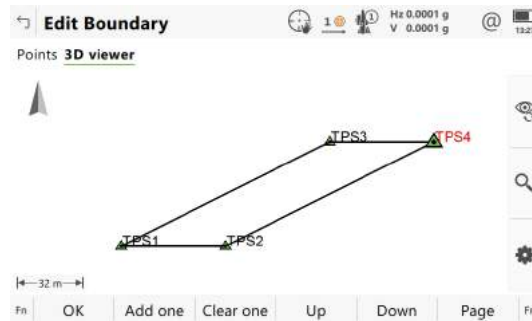 Edit Boundary
1
1
Hz 0.0001 g
V 0.0001 g
@
Points 3D viewer
TPS3
TPS4
TPS1
TPS2
32 m
Fn OK Add one Clear one Up Down Page